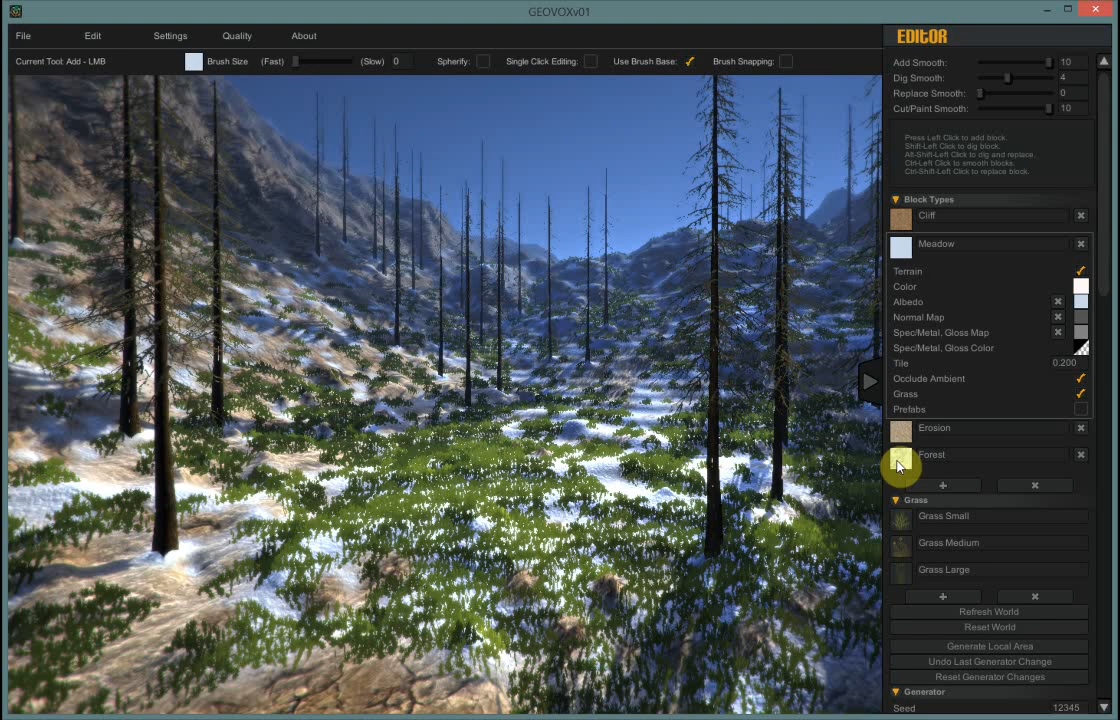 GEOVOXv01
File Edit Settings Quality About
Current Tool: Add - LMB Brush Size (Fast) (Slow) 0 Spherify: Single Click Editing: Use Brush Base: Brush Snapping:
EDITOR
Add Smooth: 10
Dig Smooth: 4
Replace Smooth: 0
Cut/Paint Smooth: 10
Press Left Click to add block.
Shift-Left Click to dig block.
Alt-Shift-Left Click to dig and replace.
Ctrl-Left Click to smooth blocks.
Ctrl-Shift-Left Click to replace block.
Block Types
Cliff
Meadow
Terrain
Color
Albedo
Normal Map
Spec/Metal, Gloss Map
Spec/Metal, Gloss Color
Tile 0.200
Occlude Ambient
Grass
Prefabs
Erosion
Forest
Grass
Grass Small
Grass Medium
Grass Large
Refresh World
Reset World
Generate Local Area
Undo Last Generator Change
Reset Generator Changes
Generator
Seed 12345